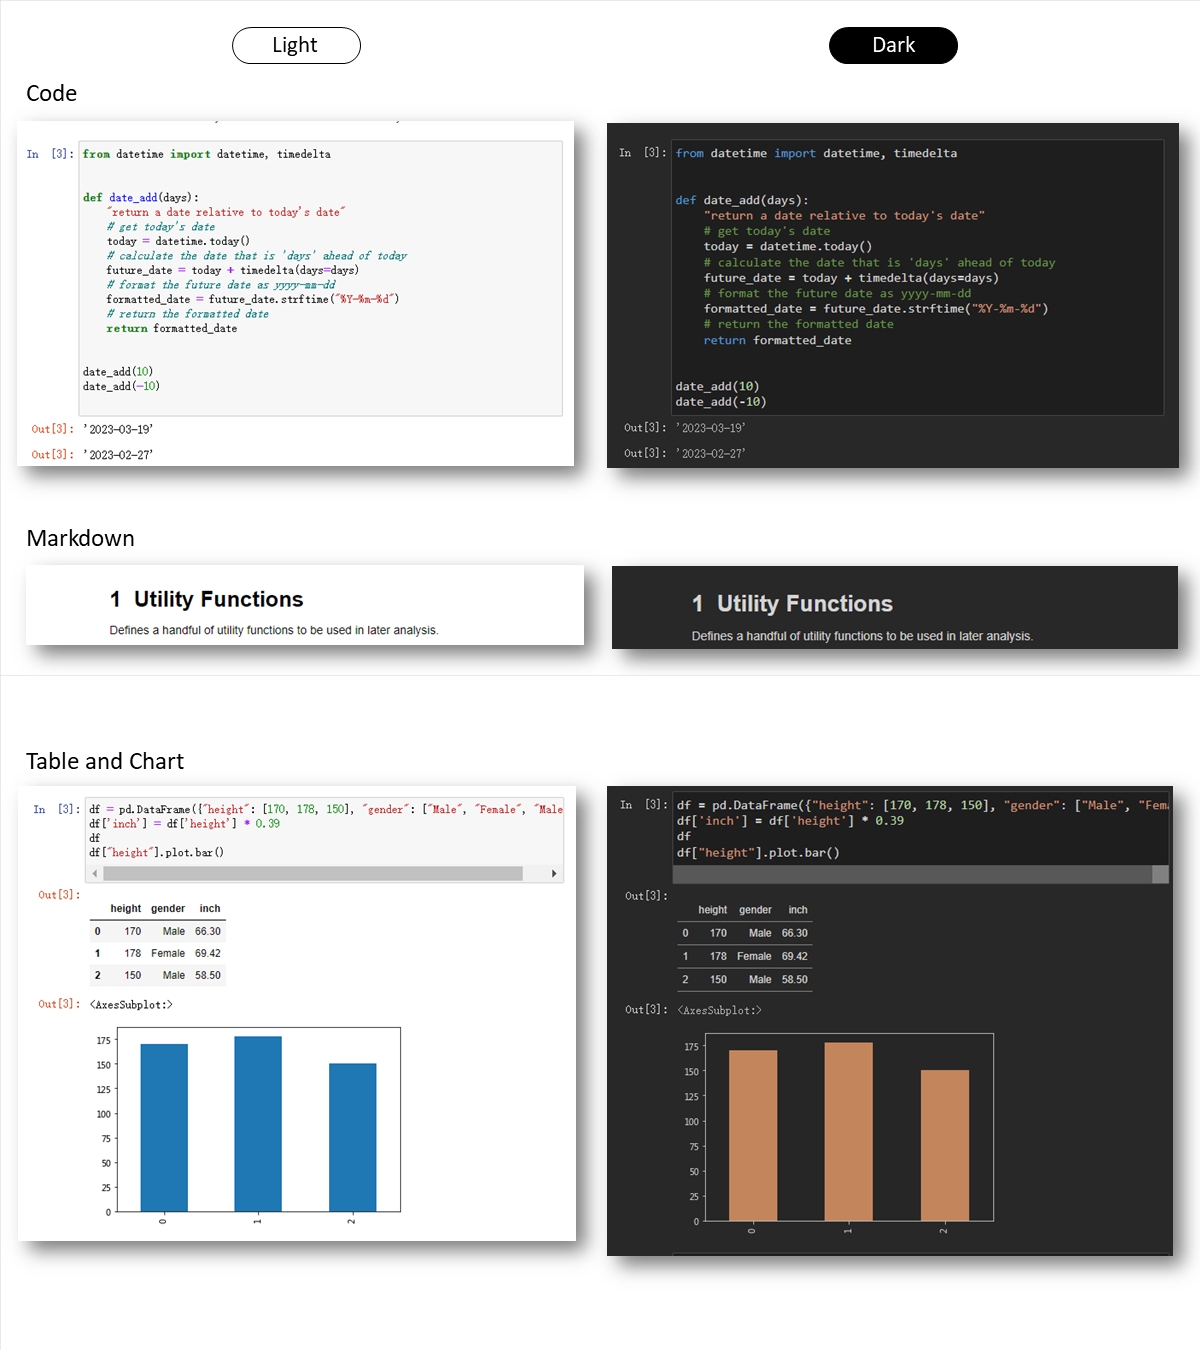 Light
Dark
Code
In [3]: from datetime import datetime, timedelta
def date_add(days):
"return a date relative to today's date"
# get today's date
today = datetime.today()
# calculate the date that is 'days' ahead of today
future_date = today + timedelta(days=days)
# format the future date as yyyy-mm-dd
formatted_date = future_date.strftime("%Y-%m-%d")
# return the formatted date
return formatted_date
date_add(10)
date_add(-10)
Out[3]: '2023-03-19'
Out[3]: '2023-02-27'
In [3]: from datetime import datetime, timedelta
def date_add(days):
"return a date relative to today's date"
# get today's date
today = datetime.today()
# calculate the date that is 'days' ahead of today
future_date = today + timedelta(days=days)
# format the future date as yyyy-mm-dd
formatted_date = future_date.strftime("%Y-%m-%d")
# return the formatted date
return formatted_date
date_add(10)
date_add(-10)
Out[3]: '2023-03-19'
Out[3]: '2023-02-27'
Markdown
1 Utility Functions
Defines a handful of utility functions to be used in later analysis.
1 Utility Functions
Defines a handful of utility functions to be used in later analysis.
Table and Chart
In [3]: df = pd.DataFrame({"height": [170, 178, 150], "gender": ["Male", "Female", "Male
df['inch'] = df['height'] * 0.39
df
df["height"].plot.bar()
Out[3]:
height gender inch
0 170 Male 66.30
1 178 Female 69.42
2 150 Male 58.50
Out[3]: <AxesSubplot:>
175
150
125
100
75
50
25
0
0 1 2
In [3]: df = pd.DataFrame({"height": [170, 178, 150], "gender": ["Male", "Fem
df['inch'] = df['height'] * 0.39
df
df["height"].plot.bar()
Out[3]:
height gender inch
0 170 Male 66.30
1 178 Female 69.42
2 150 Male 58.50
Out[3]: <AxesSubplot:>
175
150
125
100
75
50
25
0
0 1 2